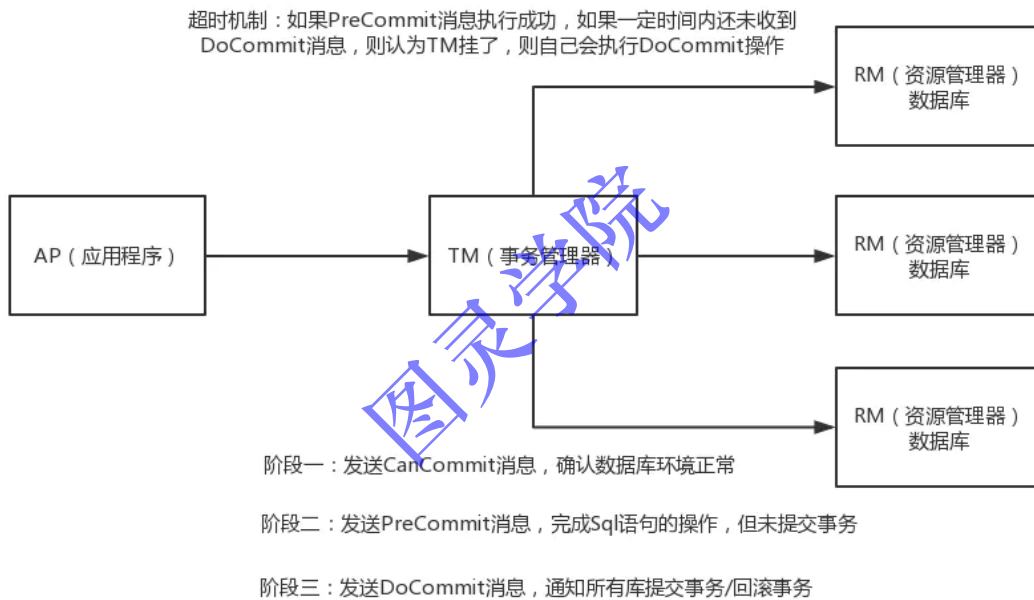 超时机制：如果PreCommit消息执行成功，如果一定时间内还未收到
DoCommit消息，则认为TM挂了，则自己会执行DoCommit操作
RM（资源管理器）
数据库
AP（应用程序）
TM（事务管理器）
RM（资源管理器）
数据库
图灵学院
RM（资源管理器）
数据库
阶段一：发送CanCommit消息，确认数据库环境正常
阶段二：发送PreCommit消息，完成Sql语句的操作，但未提交事务
阶段三：发送DoCommit消息，通知所有库提交事务/回滚事务